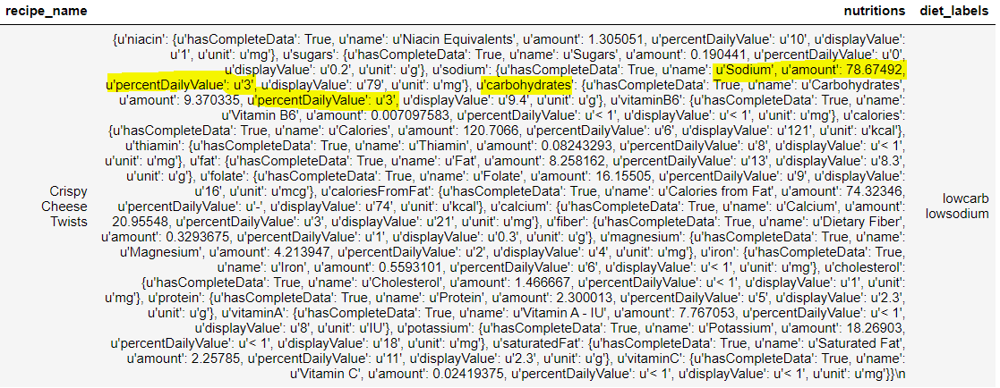 recipe_name nutritions diet_labels
{u'niacin': {u'hasCompleteData': True, u'name': u'Niacin Equivalents', u'amount': 1.305051, u'percentDailyValue': u'10', u'displayValue':
u'1', u'unit': u'mg'}, u'sugars': {u'hasCompleteData': True, u'name': u'Sugars', u'amount': 0.190441, u'percentDailyValue': u'0',
u'displayValue': u'0.2', u'unit': u'g'}, u'sodium': {u'hasCompleteData': True, u'name': u'Sodium', u'amount': 78.67492,
u'percentDailyValue': u'3', u'displayValue': u'79', u'unit': u'mg'}, u'carbohydrates': {u'hasCompleteData': True, u'name': u'Carbohydrates',
u'amount': 9.370335, u'percentDailyValue': u'3', u'displayValue': u'9.4', u'unit': u'g'}, u'vitaminB6': {u'hasCompleteData': True, u'name':
u'Vitamin B6', u'amount': 0.007097583, u'percentDailyValue': u'< 1', u'displayValue': u'< 1', u'unit': u'mg'}, u'calories':
{u'hasCompleteData': True, u'name': u'Calories', u'amount': 120.7066, u'percentDailyValue': u'6', u'displayValue': u'121', u'unit': u'kcal'},
u'thiamin': {u'hasCompleteData': True, u'name': u'Thiamin', u'amount': 0.08243293, u'percentDailyValue': u'8', u'displayValue': u'< 1',
u'unit': u'mg'}, u'fat': {u'hasCompleteData': True, u'name': u'Fat', u'amount': 8.258162, u'percentDailyValue': u'13', u'displayValue': u'8.3',
u'unit': u'g'}, u'folate': {u'hasCompleteData': True, u'name': u'Folate', u'amount': 16.15505, u'percentDailyValue': u'9', u'displayValue':
Crispy u'16', u'unit': u'mcg'}, u'caloriesFromFat': {u'hasCompleteData': True, u'name': u'Calories from Fat', u'amount': 74.32346, lowcarb
Cheese u'percentDailyValue': u'-', u'displayValue': u'74', u'unit': u'kcal'}, u'calcium': {u'hasCompleteData': True, u'name': u'Calcium', u'amount': lowsodium
Twists 20.95548, u'percentDailyValue': u'3', u'displayValue': u'21', u'unit': u'mg'}, u'fiber': {u'hasCompleteData': True, u'name': u'Dietary Fiber',
u'amount': 0.3293675, u'percentDailyValue': u'1', u'displayValue': u'0.3', u'unit': u'g'}, u'magnesium': {u'hasCompleteData': True, u'name':
u'Magnesium', u'amount': 4.213947, u'percentDailyValue': u'2', u'displayValue': u'4', u'unit': u'mg'}, u'iron': {u'hasCompleteData': True,
u'name': u'Iron', u'amount': 0.5593101, u'percentDailyValue': u'6', u'displayValue': u'< 1', u'unit': u'mg'}, u'cholesterol':
{u'hasCompleteData': True, u'name': u'Cholesterol', u'amount': 1.466667, u'percentDailyValue': u'< 1', u'displayValue': u'1', u'unit':
u'mg'}, u'protein': {u'hasCompleteData': True, u'name': u'Protein', u'amount': 2.300013, u'percentDailyValue': u'5', u'displayValue': u'2.3',
u'unit': u'g'}, u'vitaminA': {u'hasCompleteData': True, u'name': u'Vitamin A - IU', u'amount': 7.767053, u'percentDailyValue': u'< 1',
u'displayValue': u'8', u'unit': u'IU'}, u'potassium': {u'hasCompleteData': True, u'name': u'Potassium', u'amount': 18.26903,
u'percentDailyValue': u'< 1', u'displayValue': u'18', u'unit': u'mg'}, u'saturatedFat': {u'hasCompleteData': True, u'name': u'Saturated Fat',
u'amount': 2.25785, u'percentDailyValue': u'11', u'displayValue': u'2.3', u'unit': u'g'}, u'vitaminC': {u'hasCompleteData': True, u'name':
u'Vitamin C', u'amount': 0.02419375, u'percentDailyValue': u'< 1', u'displayValue': u'< 1', u'unit': u'mg'}}\n